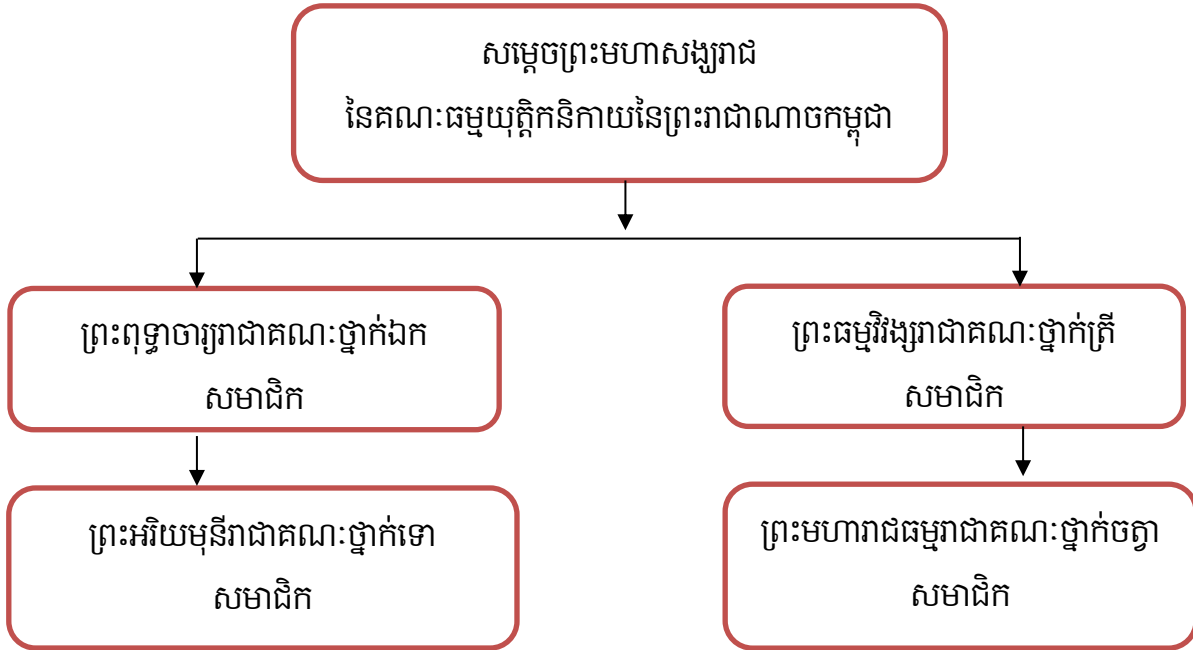 សម្តេចព្រះមហាសង្ឃរាជ
នៃគណៈធម្មយុត្តិកនិកាយនៃព្រះរាជាណាចកម្ពុជា
ព្រះពុទ្ធាចារ្យរាជាគណៈថ្នាក់ឯក
សមាជិក
ព្រះធម្មវិវង្សរាជាគណៈថ្នាក់ត្រី
សមាជិក
ព្រះអរិយមុនីរាជាគណៈថ្នាក់ទោ
សមាជិក
ព្រះមហារាជធម្មរាជាគណៈថ្នាក់ចត្វា
សមាជិក